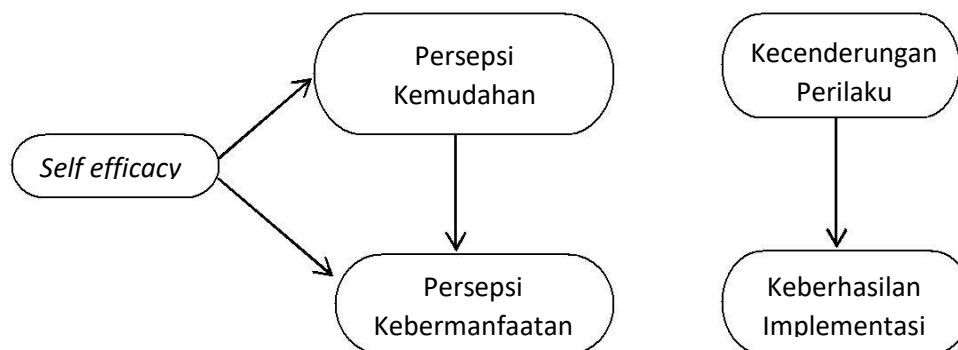 Persepsi
Kemudahan
Kecenderungan
Perilaku
Self efficacy
Persepsi
Kebermanfaatan
Keberhasilan
Implementasi